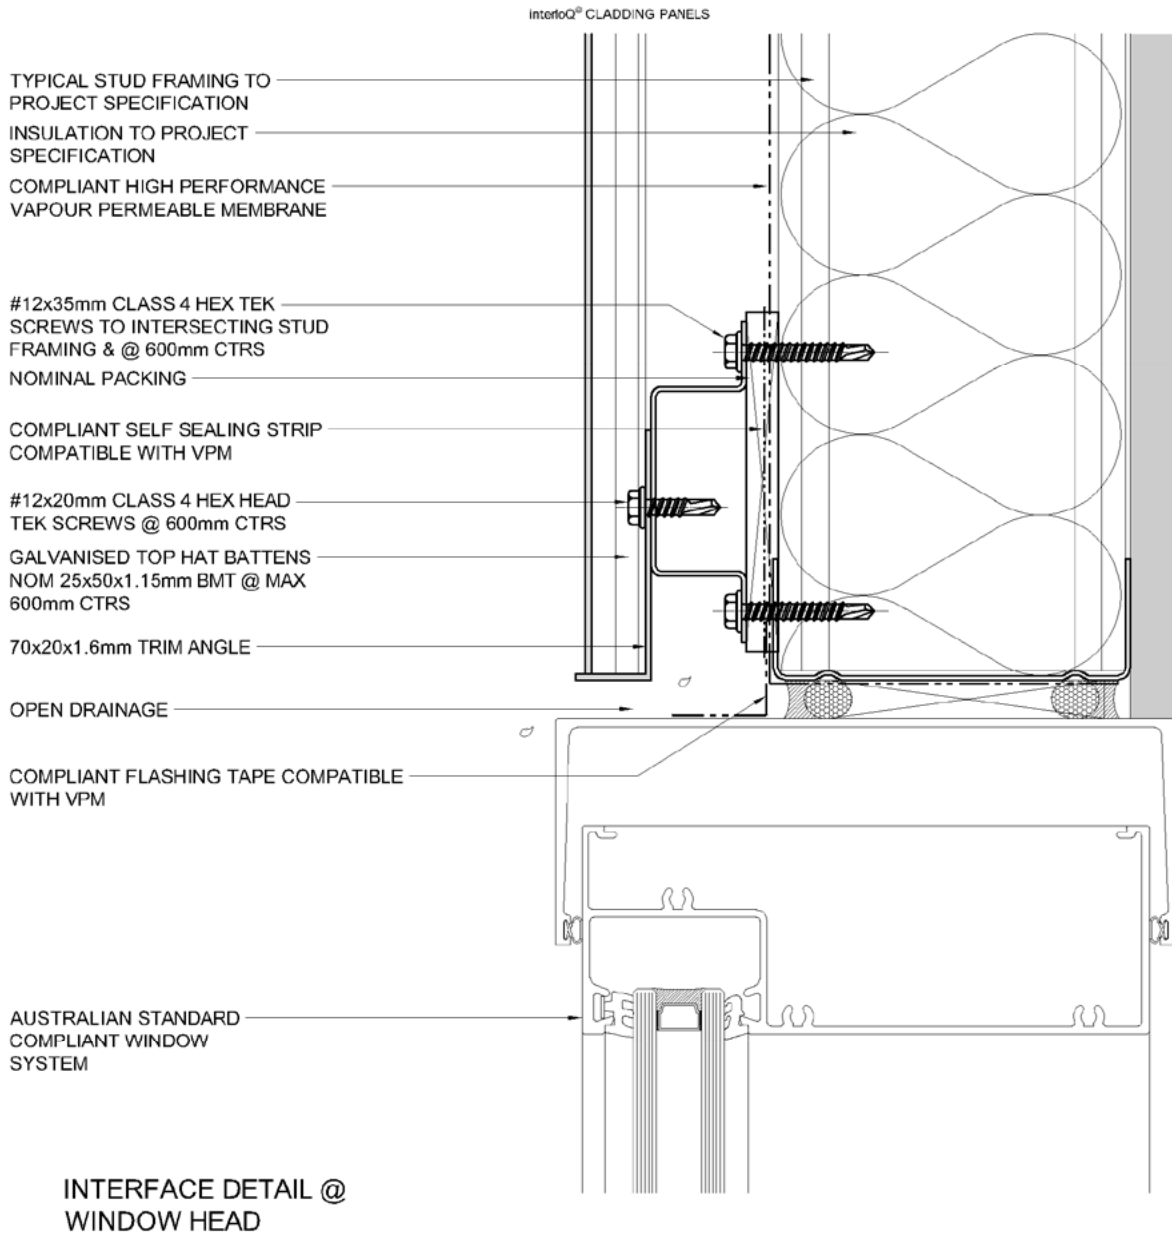 interloQ® CLADDING PANELS
TYPICAL STUD FRAMING TO
PROJECT SPECIFICATION
INSULATION TO PROJECT
SPECIFICATION
COMPLIANT HIGH PERFORMANCE
VAPOUR PERMEABLE MEMBRANE
#12x35mm CLASS 4 HEX TEK
SCREWS TO INTERSECTING STUD
FRAMING & @ 600mm CTRS
NOMINAL PACKING
COMPLIANT SELF SEALING STRIP
COMPATIBLE WITH VPM
#12x20mm CLASS 4 HEX HEAD
TEK SCREWS @ 600mm CTRS
GALVANISED TOP HAT BATTENS
NOM 25x50x1.15mm BMT @ MAX
600mm CTRS
70x20x1.6mm TRIM ANGLE
OPEN DRAINAGE
COMPLIANT FLASHING TAPE COMPATIBLE
WITH VPM
AUSTRALIAN STANDARD
COMPLIANT WINDOW
SYSTEM
INTERFACE DETAIL @
WINDOW HEAD